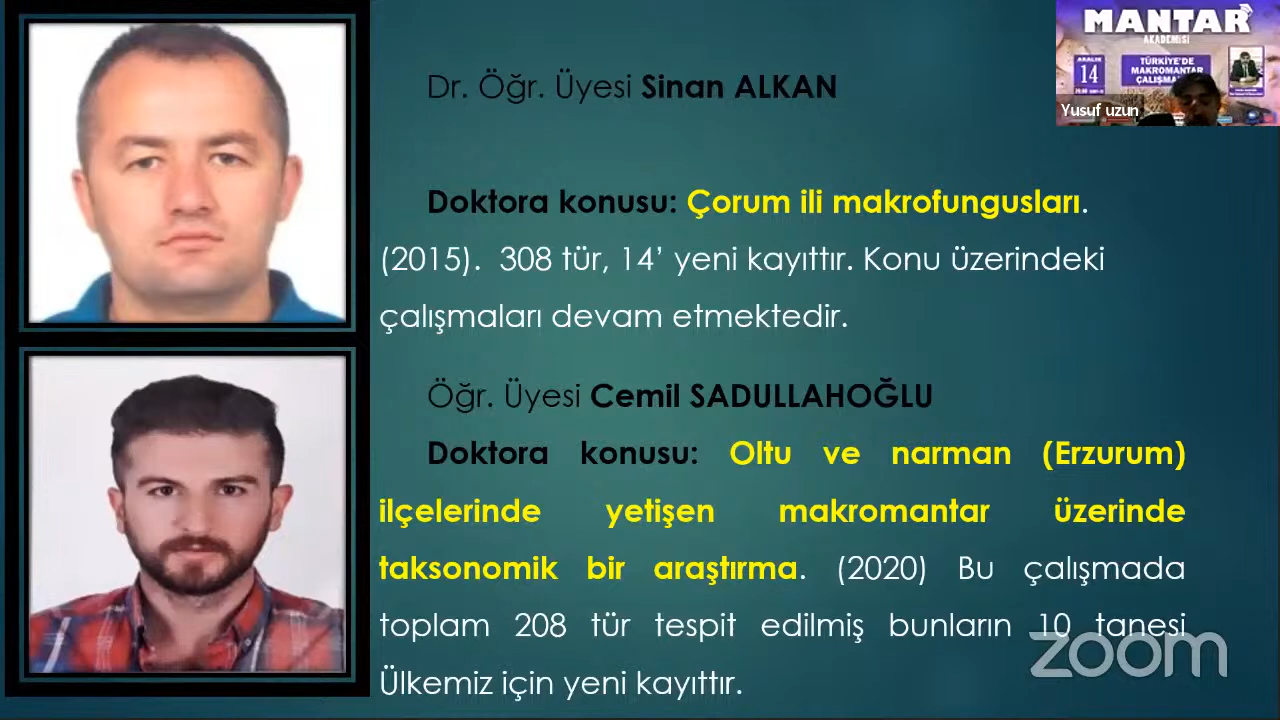 Dr. Öğr. Üyesi Sinan ALKAN
Doktora konusu: Çorum ili makrofungusları.
(2015).  308 tür, 14’ yeni kayıttır. Konu üzerindeki
çalışmaları devam etmektedir.
Öğr. Üyesi Cemil SADULLAHOĞLU
Doktora konusu: Oltu ve narman (Erzurum)
ilçelerinde yetişen makromantar üzerinde
taksonomik bir araştırma. (2020) Bu çalışmada
toplam 208 tür tespit edilmiş bunların 10 tanesi
Ülkemiz için yeni kayıttır.
MANTAR
AKADEMİSİ
ARALIK
14
TÜRKİYE'DE
MAKROMANTAR
Yusuf uzun
zoom